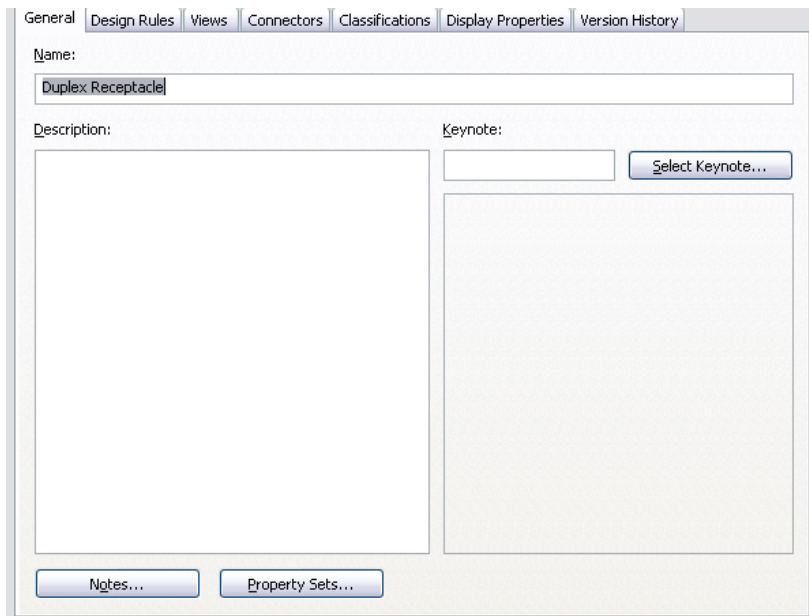 General Design Rules Views Connectors Classifications Display Properties Version History
Name:
Duplex Receptacle
Description: Keynote:
Select Keynote...
Notes... Property Sets...